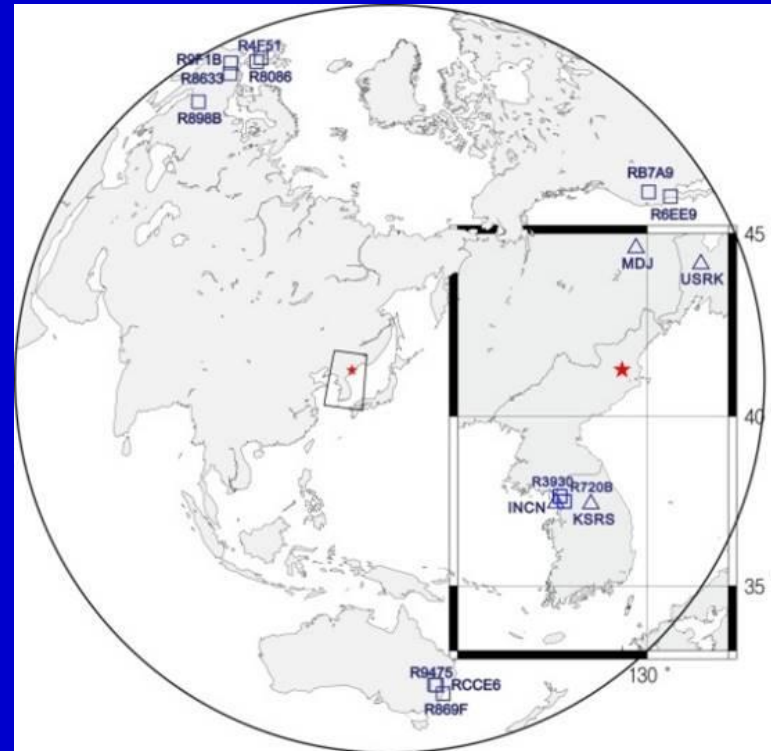 R4F51
R9F1B
R8633
R8086
R898B
RB7A9
R6EE9
45
MDJ
USRK
40
R3930
R720B
INCN
KSRS
35
R9475
RCCE6
R869F
130 °